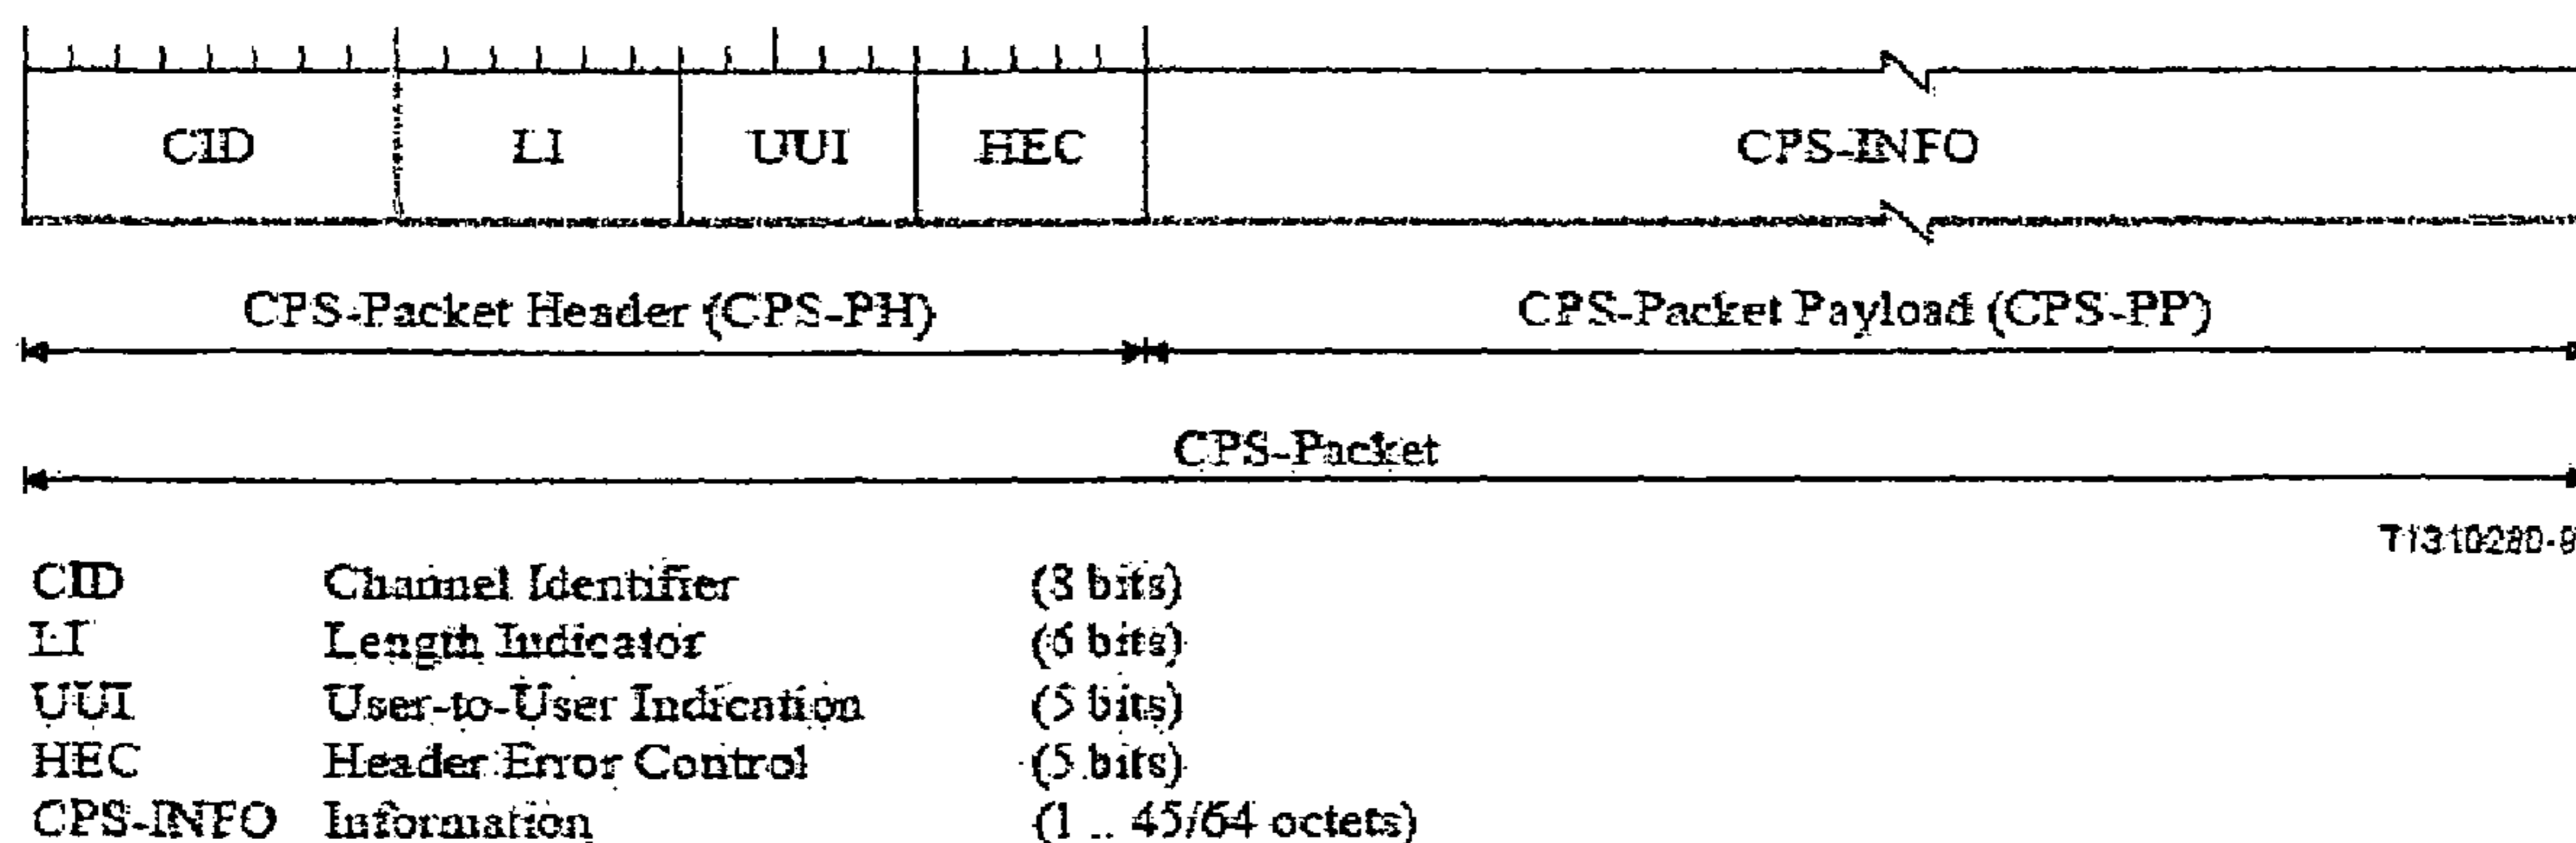 CID LI UUI HEC CPS-INFO
CPS-Packet Header (CPS-PH) CPS-Packet Payload (CPS-PP)
CPS-Packet
CID Channel Identifier (8 bits)
LI Length Indicator (6 bits)
UUI User-to-User Indication (5 bits)
HEC Header Error Control (5 bits)
CPS-INFO Information (1 .. 45/64 octets)